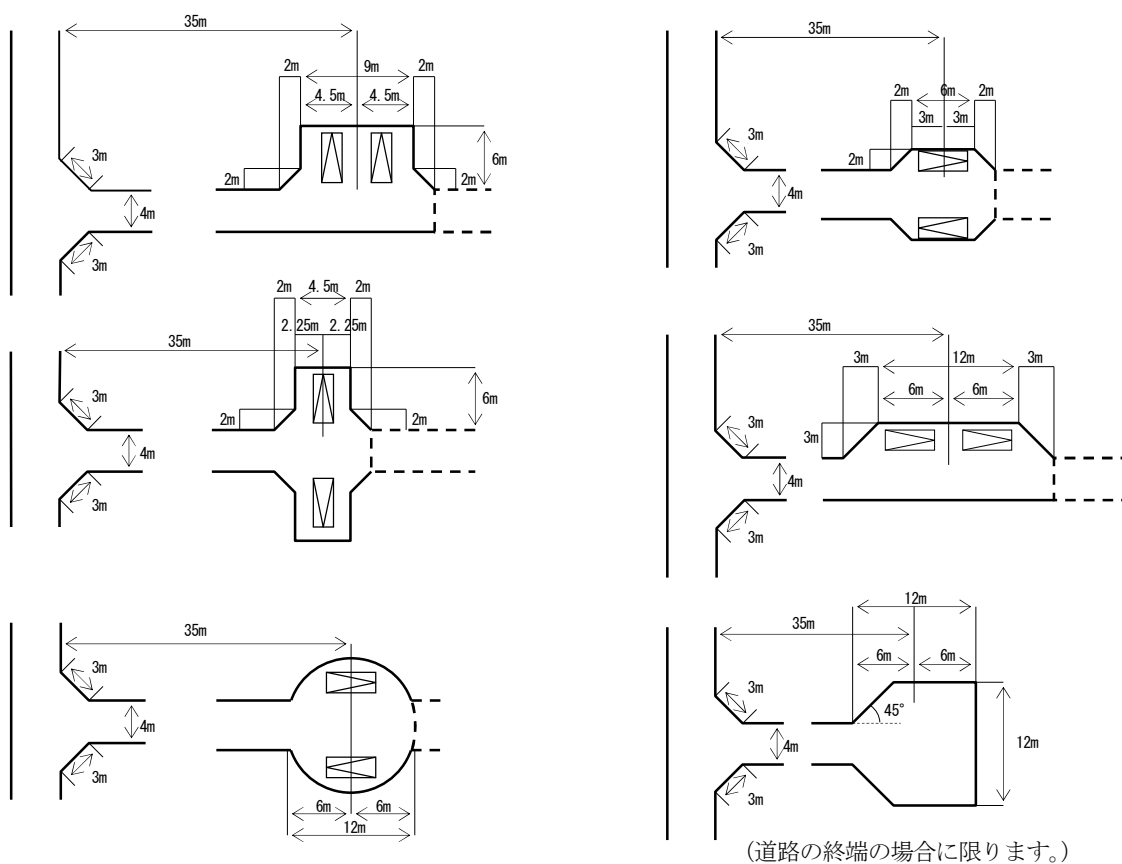 35m
2m 9m 2m
4.5m 4.5m
3m
6m
2m 2m
4m
3m
35m
2m 6m 2m
3m 3m
3m
2m
4m
3m
2m 4.5m 2m
2.25m 2.25m
35m
3m
6m
2m 2m
4m
3m
35m
3m 12m 3m
6m 6m
3m
3m
4m
3m
35m
3m
4m
3m
6m 6m
12m
12m
35m
6m 6m
3m
45°
4m
12m
3m
(道路の終端の場合に限ります。)